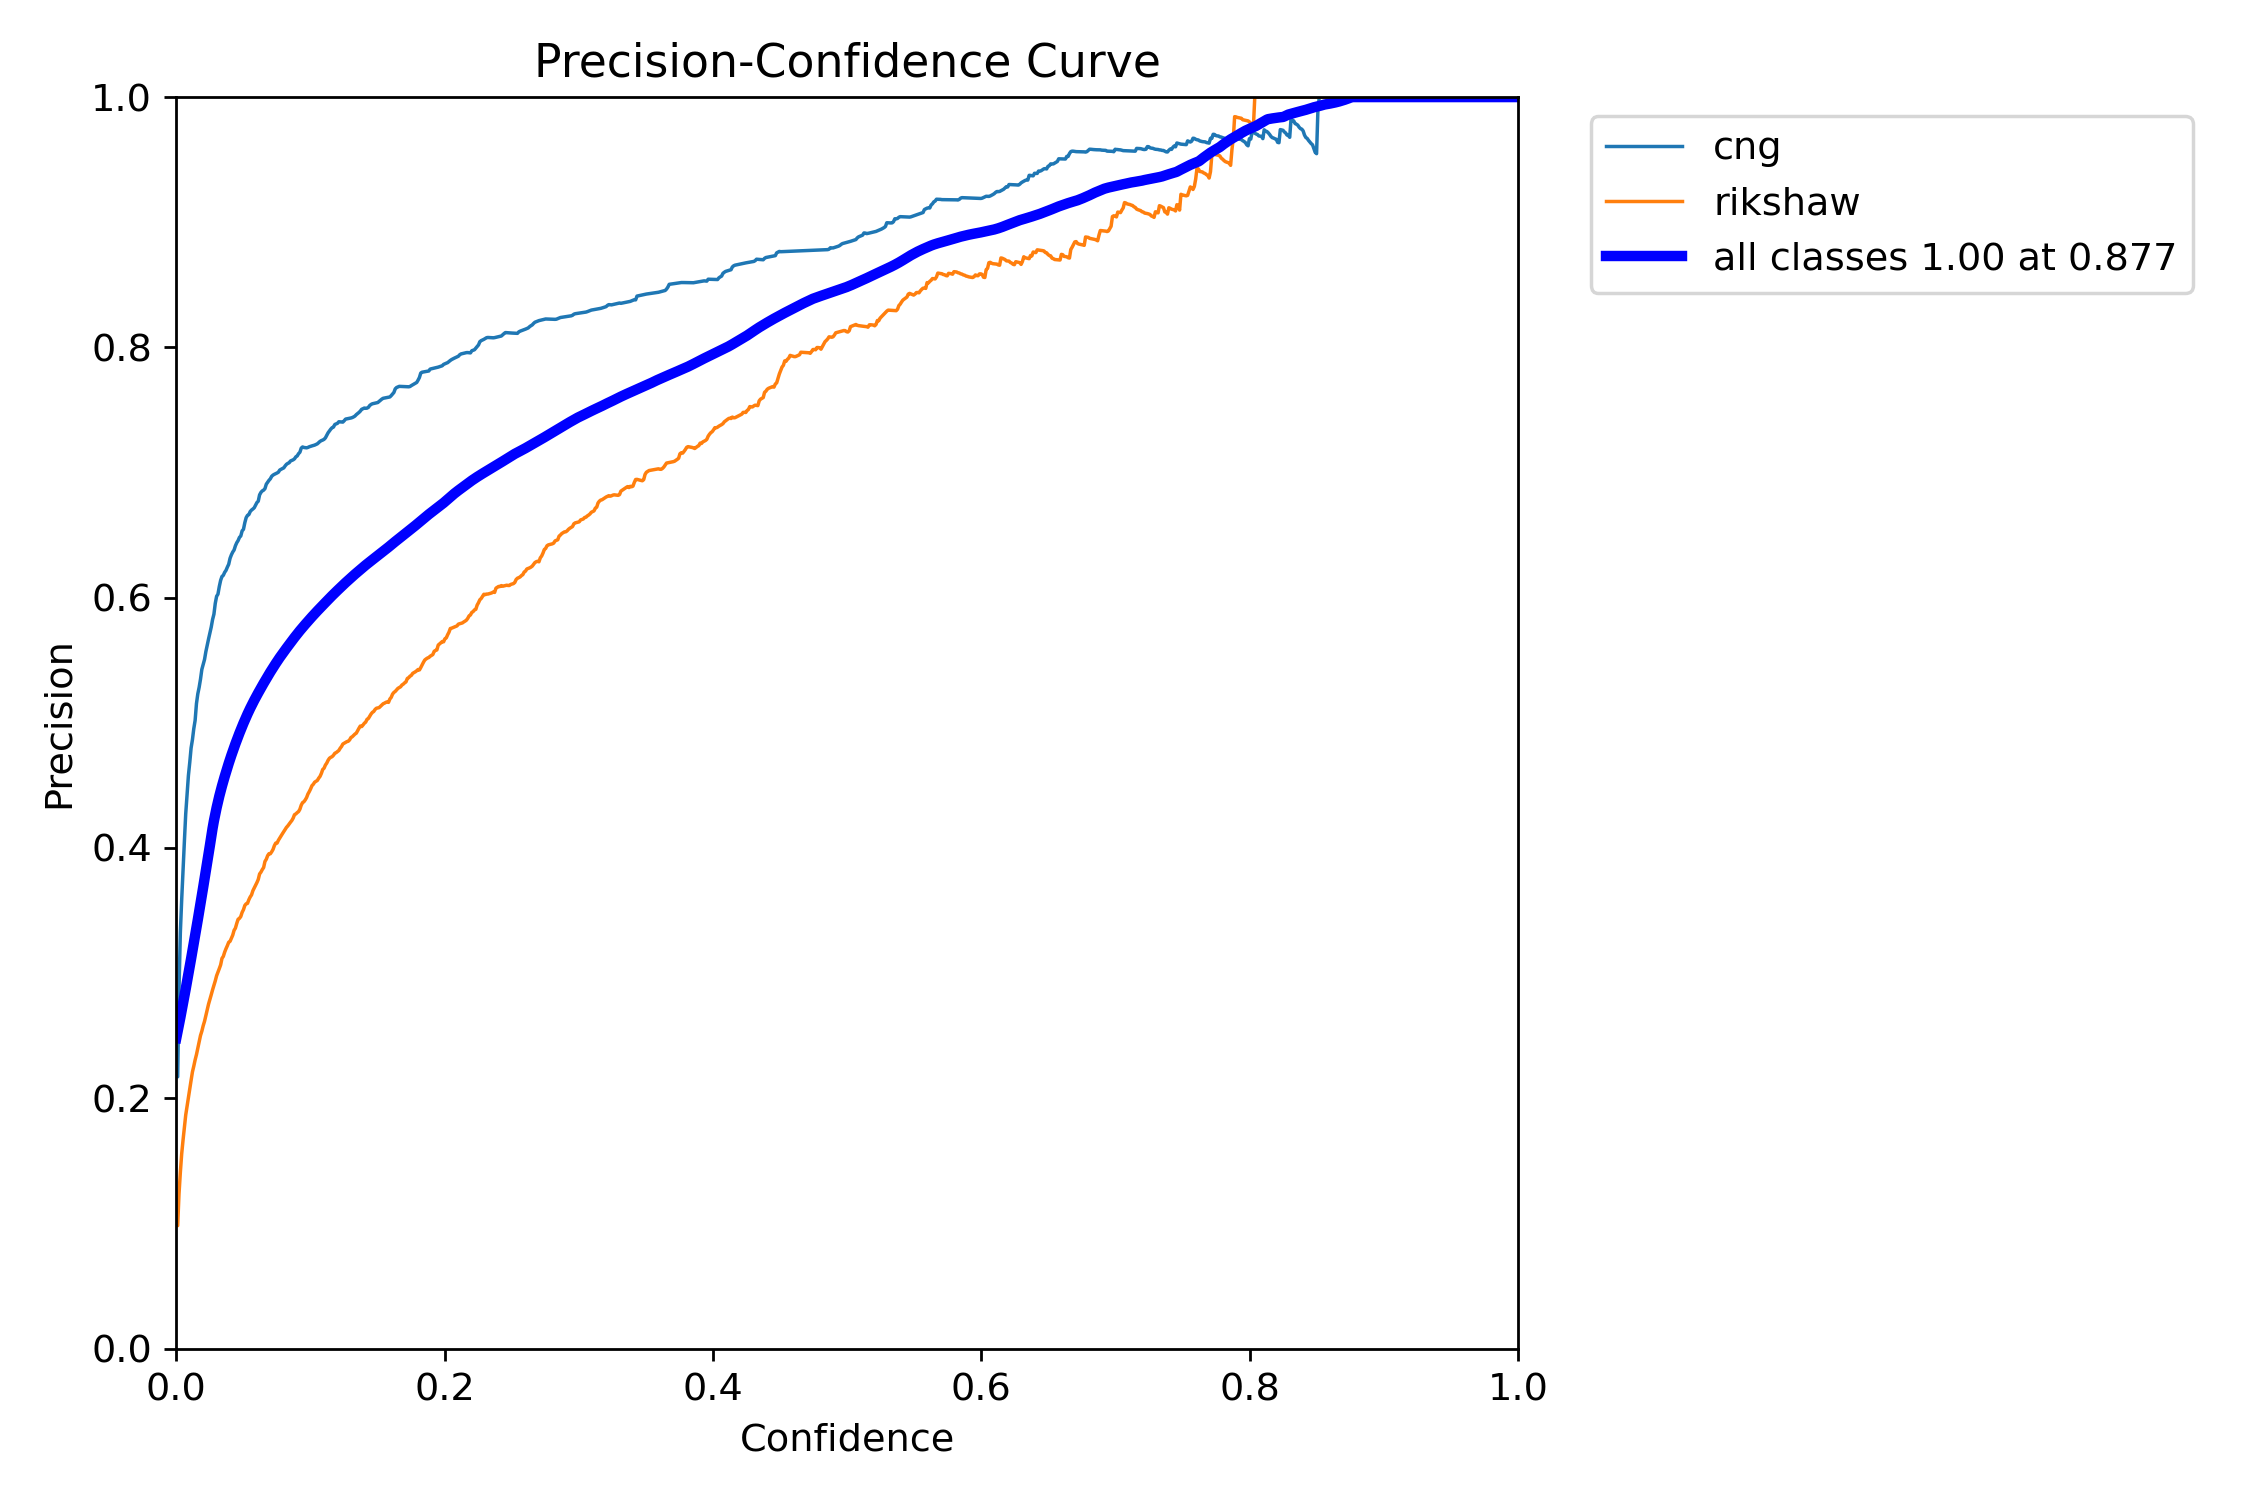 Precision-Confidence Curve
1.0
0.8
0.6
0.4
0.2
0.0
Precision
0.0 0.2 0.4 0.6 0.8 1.0
Confidence
cng
rikshaw
all classes 1.00 at 0.877